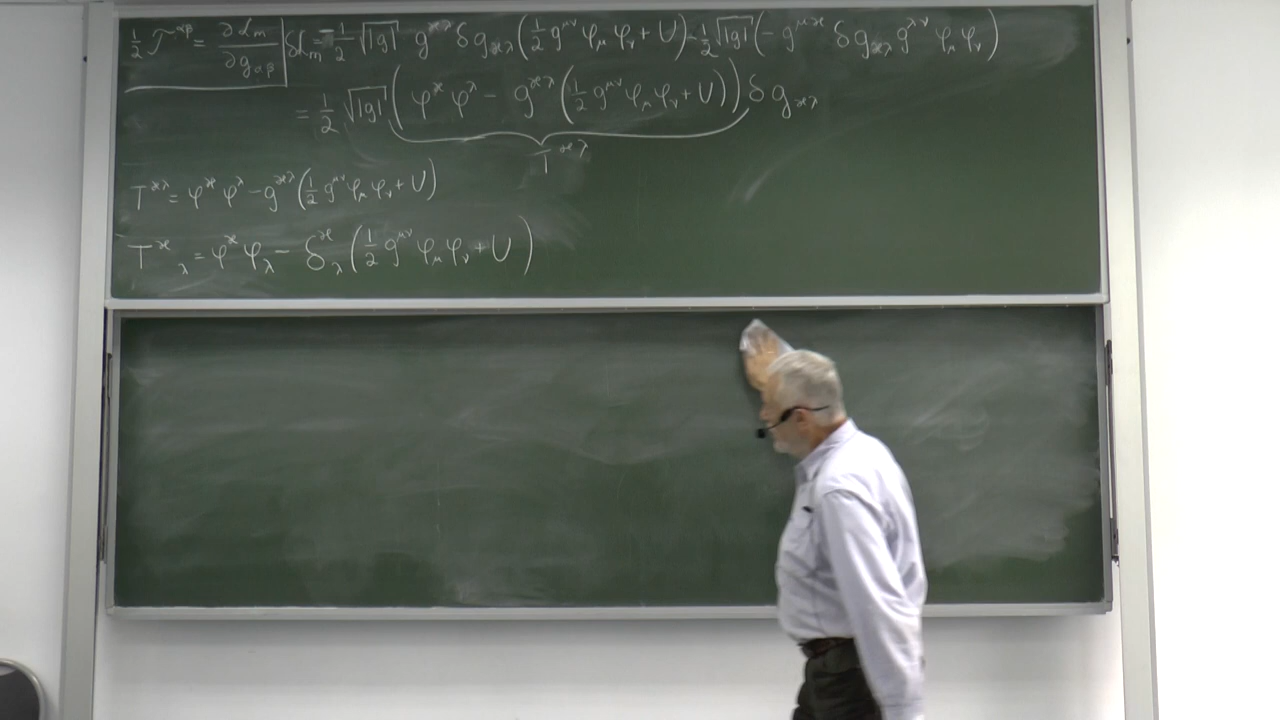 ½ 𝒯^{αβ} = ∂ℒ_m / ∂g_{αβ} | δℒ_m = -½ √|g| g^{ϰλ} δg_{ϰλ} (½ g^{μν} φ_μ φ_ν + U) - ½ √|g| (- g^{μϰ} δg_{ϰλ} g^{λν} φ_μ φ_ν)
= ½ √|g| (φ^ϰ φ^λ - g^{ϰλ} (½ g^{μν} φ_μ φ_ν + U)) δg_{ϰλ}
T^{ϰλ}
T^{ϰλ} = φ^ϰ φ^λ - g^{ϰλ} (½ g^{μν} φ_μ φ_ν + U)
T^ϰ_λ = φ^ϰ φ_λ - δ^ϰ_λ (½ g^{μν} φ_μ φ_ν + U)